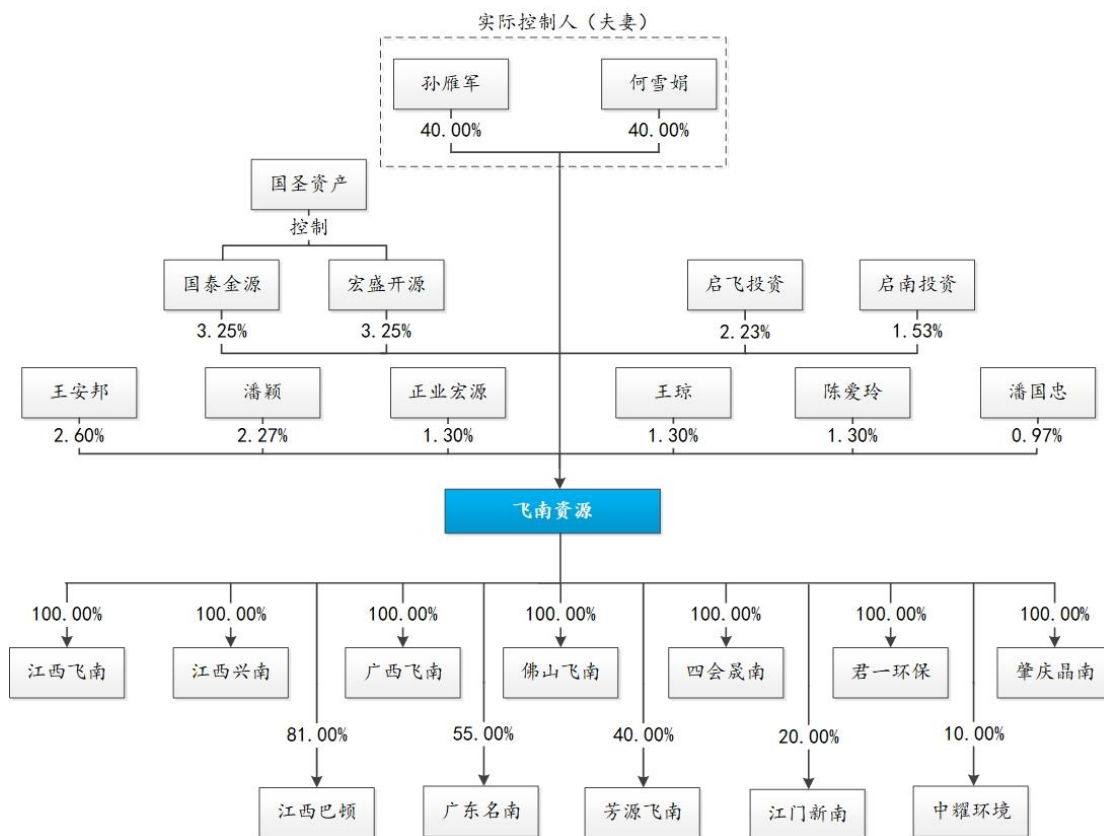 实际控制人（夫妻）
孙雁军
何雪娟
40.00%
40.00%
国圣资产
控制
国泰金源
宏盛开源
启飞投资
启南投资
3.25%
3.25%
2.23%
1.53%
王安邦
潘颖
正业宏源
王琼
陈爱玲
潘国忠
2.60%
2.27%
1.30%
1.30%
1.30%
0.97%
飞南资源
100.00%
100.00%
100.00%
100.00%
100.00%
100.00%
100.00%
江西飞南
江西兴南
广西飞南
佛山飞南
四会晟南
君一环保
肇庆晶南
81.00%
55.00%
40.00%
20.00%
10.00%
江西巴顿
广东名南
芳源飞南
江门新南
中耀环境